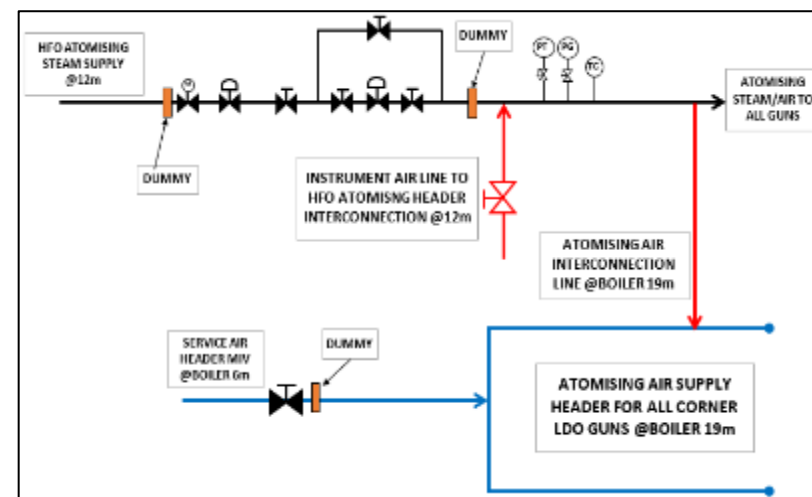 HFO ATOMISING
STEAM SUPPLY
@12m
DUMMY
PT
PG
TC
ATOMISING
STEAM/AIR TO
ALL GUNS
DUMMY
INSTRUMENT AIR LINE TO
HFO ATOMISNG HEADER
INTERCONNECTION @12m
ATOMISING AIR
INTERCONNECTION
LINE @BOILER 19m
SERVICE AIR
HEADER MIV
@BOILER 6m
DUMMY
ATOMISING AIR SUPPLY
HEADER FOR ALL CORNER
LDO GUNS @BOILER 19m